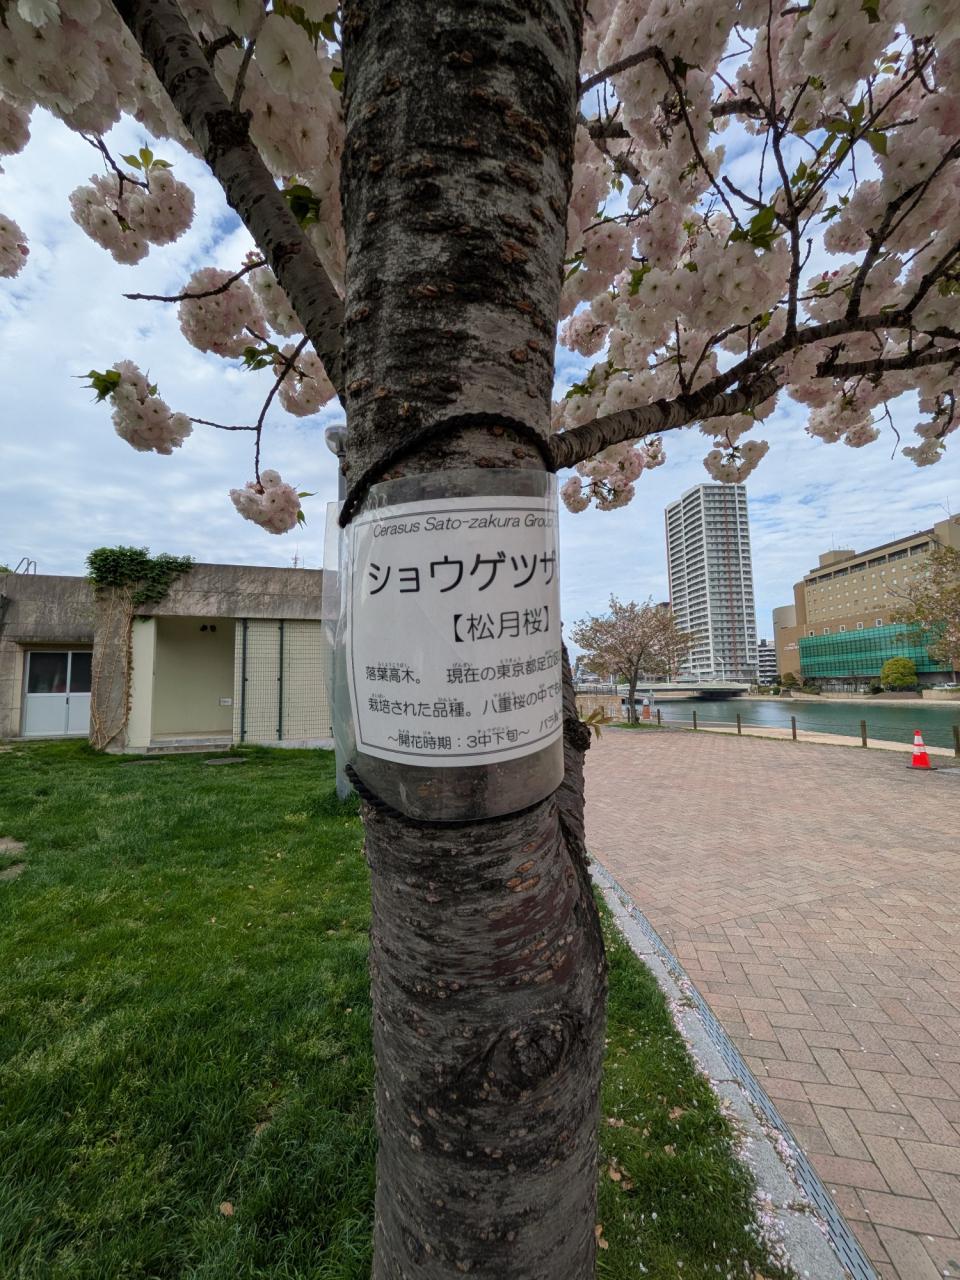 Cerasus Sato-zakura Grou
ショウゲツザ
【松月桜】
落葉高木。 現在の東京都足立
栽培された品種。八重桜の中でも
～開花時期：3中下旬～ バラ